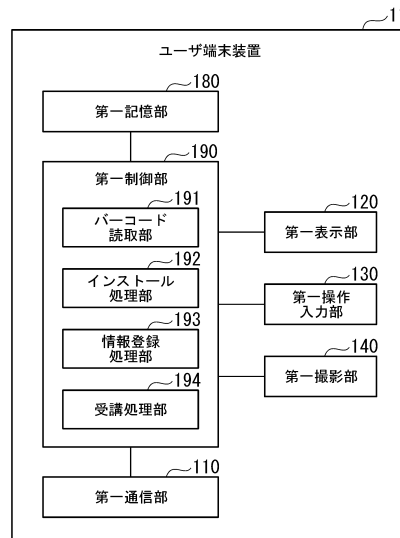 11
ユーザ端末装置
180
第一記憶部
190
第一制御部
191
バーコード
読取部
192
インストール
処理部
193
情報登録
処理部
194
受講処理部
120
第一表示部
130
第一操作
入力部
140
第一撮影部
110
第一通信部